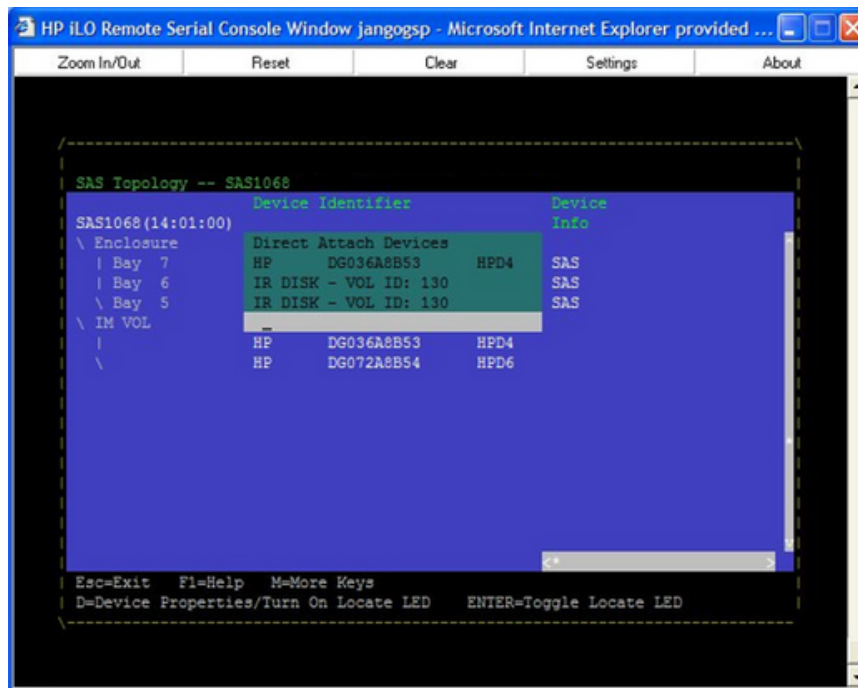 HP iLO Remote Serial Console Window jangogsp - Microsoft Internet Explorer provided ...
Zoom In/Out Reset Clear Settings About
SAS Topology -- SAS1068
Device Identifier Device
SAS1068(14:01:00) Info
\ Enclosure Direct Attach Devices
| Bay 7 HP DG036A8B53 HPD4 SAS
| Bay 6 IR DISK - VOL ID: 130 SAS
\ Bay 5 IR DISK - VOL ID: 130 SAS
\ IM VOL _
| HP DG036A8B53 HPD4
\ HP DG072A8B54 HPD6
Esc=Exit F1=Help M=More Keys
D=Device Properties/Turn On Locate LED ENTER=Toggle Locate LED